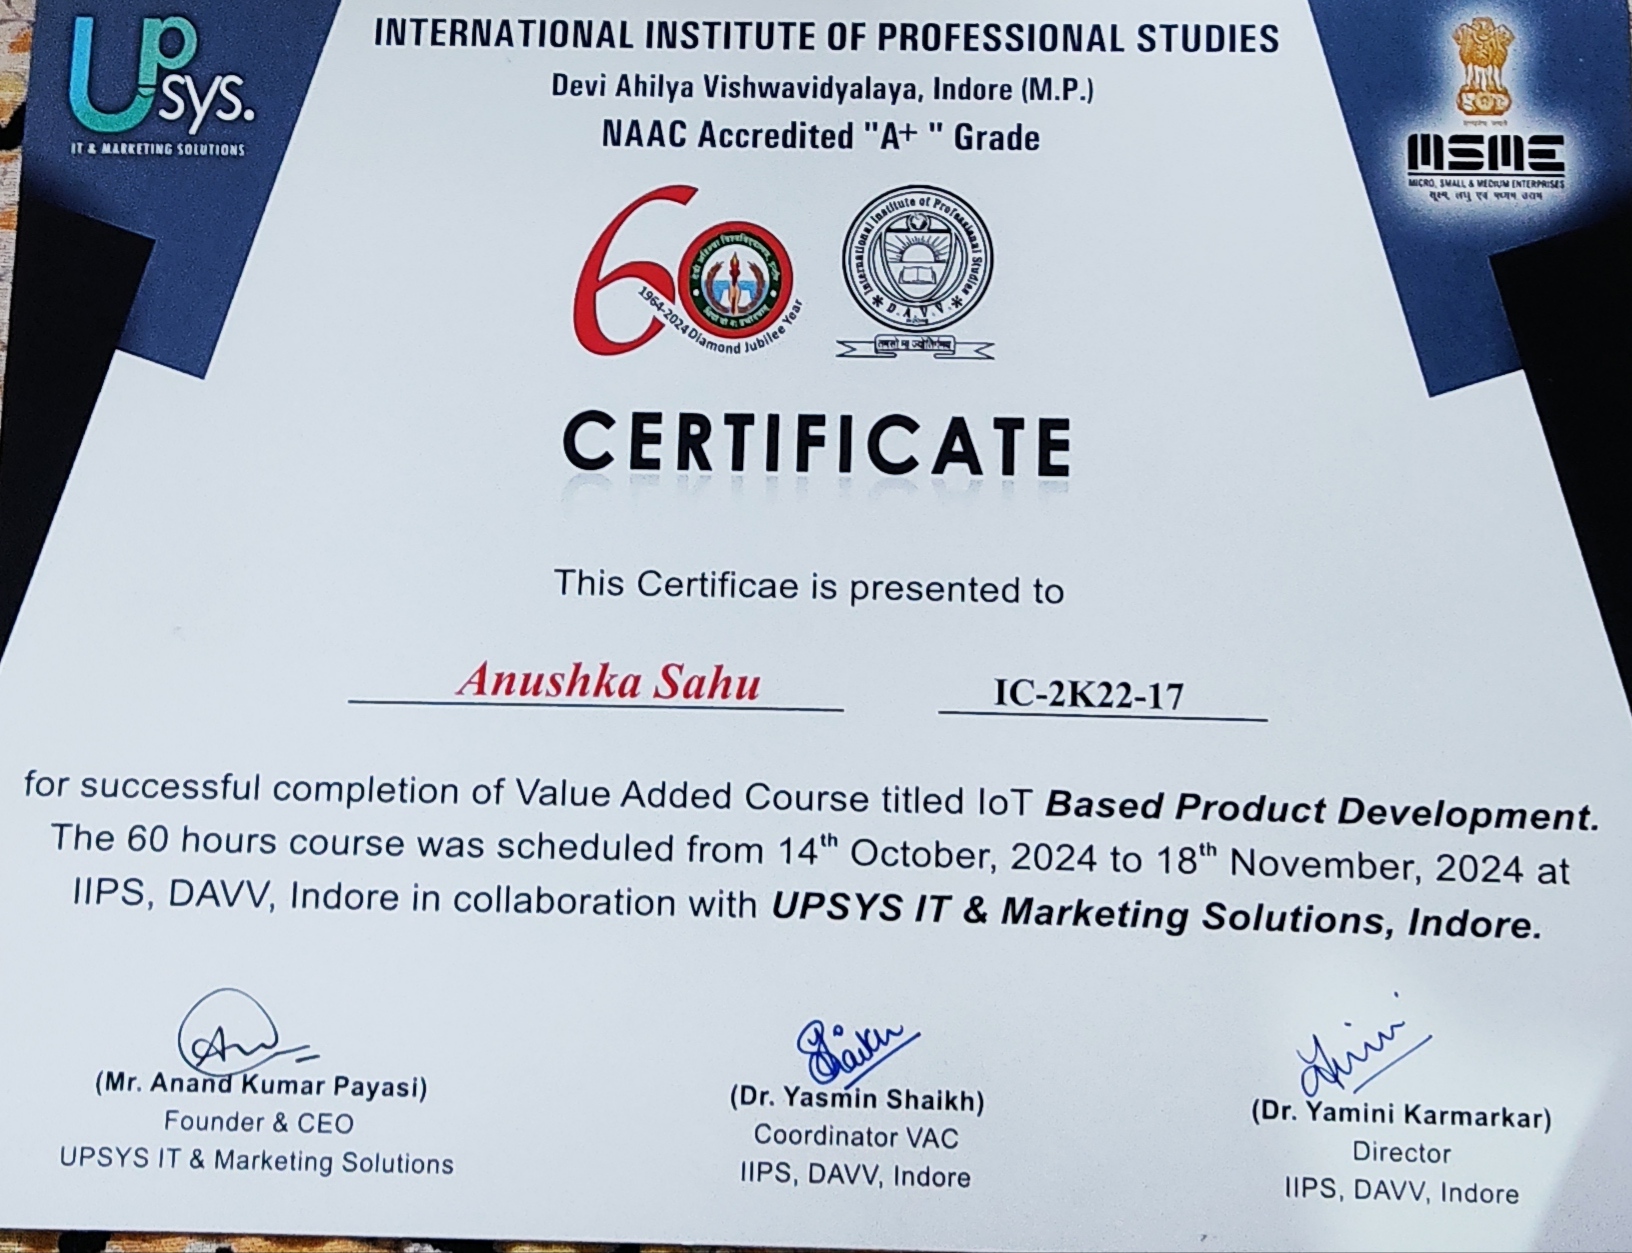 Upsys.
IT & MARKETING SOLUTIONS
INTERNATIONAL INSTITUTE OF PROFESSIONAL STUDIES
Devi Ahilya Vishwavidyalaya, Indore (M.P.)
NAAC Accredited "A+ " Grade
MSME
MICRO, SMALL & MEDIUM ENTERPRISES
60
1964-2024 Diamond Jubilee Year
International Institute of Professional Studies
* D.A.V.V. *
CERTIFICATE
This Certificae is presented to
Anushka Sahu IC-2K22-17
for successful completion of Value Added Course titled IoT Based Product Development.
The 60 hours course was scheduled from 14th October, 2024 to 18th November, 2024 at
IIPS, DAVV, Indore in collaboration with UPSYS IT & Marketing Solutions, Indore.
(Mr. Anand Kumar Payasi)
Founder & CEO
UPSYS IT & Marketing Solutions
Shaikh
(Dr. Yasmin Shaikh)
Coordinator VAC
IIPS, DAVV, Indore
(Dr. Yamini Karmarkar)
Director
IIPS, DAVV, Indore